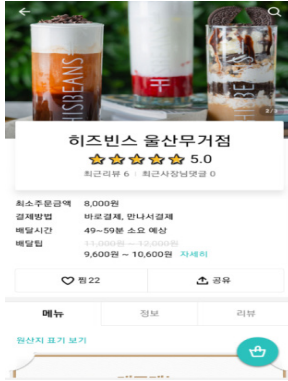 HISBEANS
HISBEANS
히즈빈스 울산무거점
5.0
최근리뷰 6 최근사장님댓글 0
최소주문금액 8,000원
결제방법 바로결제, 만나서결제
배달시간 49~59분 소요 예상
배달팁 11,000원 ~ 12,000원
9,600원 ~ 10,600원 자세히
찜 22 공유
메뉴 정보 리뷰
원산지 표기 보기